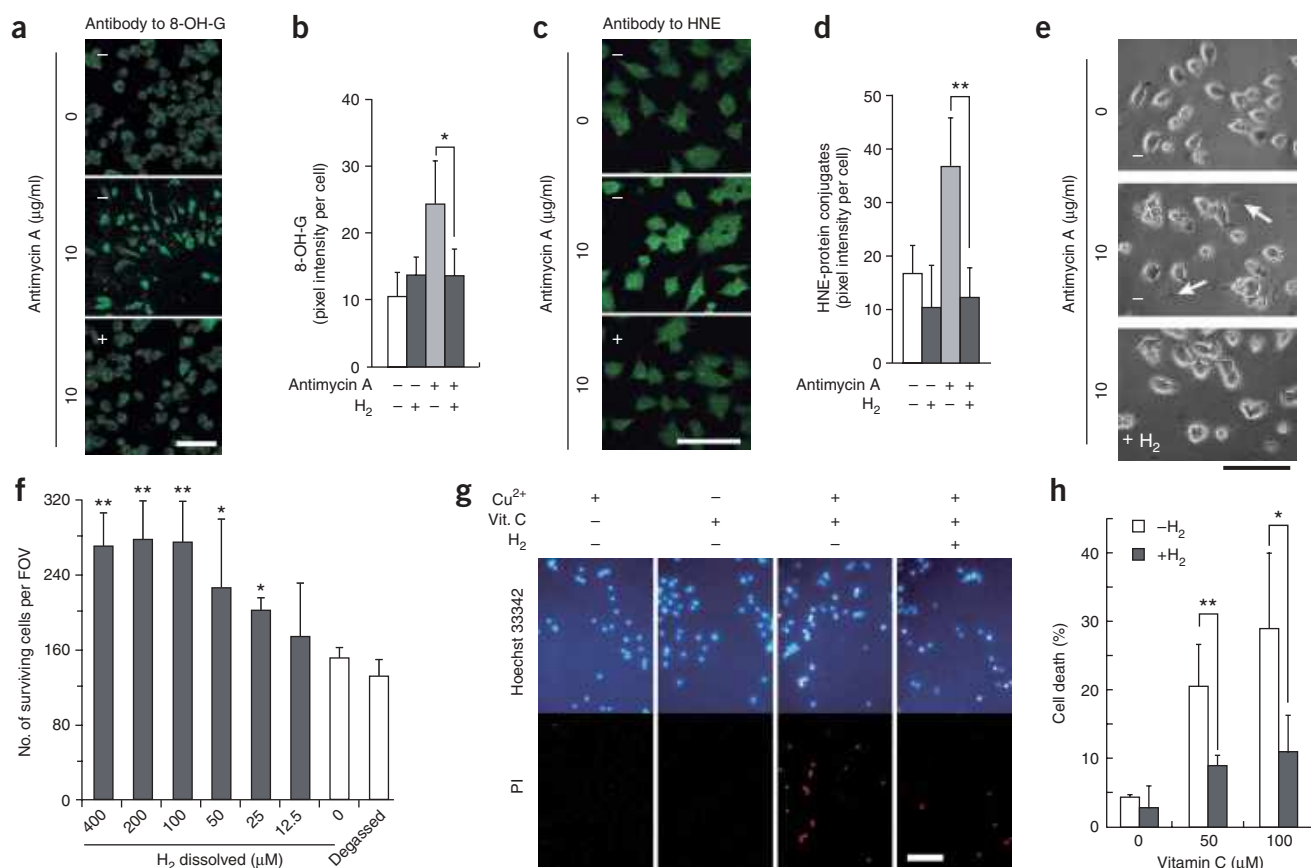 a
Antibody to 8-OH-G
Antimycin A (μg/ml)
–
0
–
10
+
10
b
8-OH-G
(pixel intensity per cell)
40
30
20
10
0
*
Antimycin A – – + +
H2 – + – +
c
Antibody to HNE
Antimycin A (μg/ml)
–
0
–
10
+
10
d
HNE-protein conjugates
(pixel intensity per cell)
50
40
30
20
10
0
**
Antimycin A – – + +
H2 – + – +
e
Antimycin A (μg/ml)
0
–
10
–
10
+ H2
f
No. of surviving cells per FOV
320
240
160
80
0
** ** ** * *
400 200 100 50 25 12.5 0 Degassed
H2 dissolved (μM)
g
Cu2+ + – + +
Vit. C – + + +
H2 – – – +
Hoechst 33342
PI
h
–H2
+H2
Cell death (%)
40
30
20
10
0
**
*
0 50 100
Vitamin C (μM)